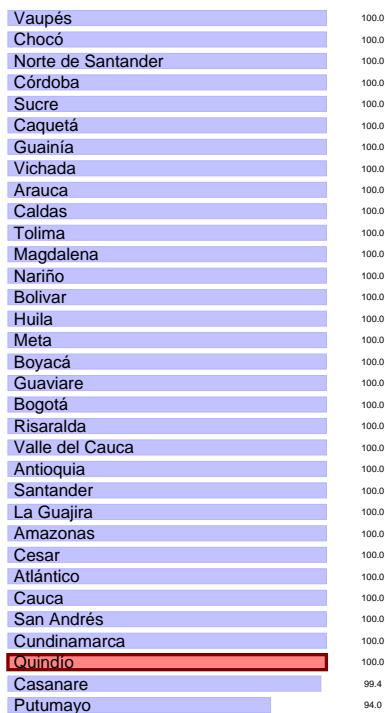 Vaupés 100.0
Chocó 100.0
Norte de Santander 100.0
Córdoba 100.0
Sucre 100.0
Caquetá 100.0
Guainía 100.0
Vichada 100.0
Arauca 100.0
Caldas 100.0
Tolima 100.0
Magdalena 100.0
Nariño 100.0
Bolivar 100.0
Huila 100.0
Meta 100.0
Boyacá 100.0
Guaviare 100.0
Bogotá 100.0
Risaralda 100.0
Valle del Cauca 100.0
Antioquia 100.0
Santander 100.0
La Guajira 100.0
Amazonas 100.0
Cesar 100.0
Atlántico 100.0
Cauca 100.0
San Andrés 100.0
Cundinamarca 100.0
Quindío 100.0
Casanare 99.4
Putumayo 94.0